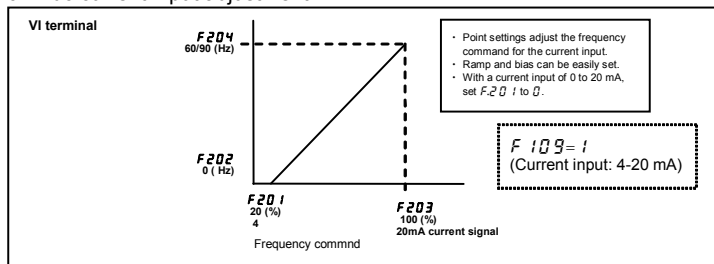 VI terminal
F204
60/90 (Hz)
F202
0 ( Hz)
F201
20 (%)
4
F203
100 (%)
20mA current signal
Frequency commnd
· Point settings adjust the frequency
command for the current input.
· Ramp and bias can be easily set.
· With a current input of 0 to 20 mA,
set F201 to 0.
F109=1
(Current input: 4-20 mA)